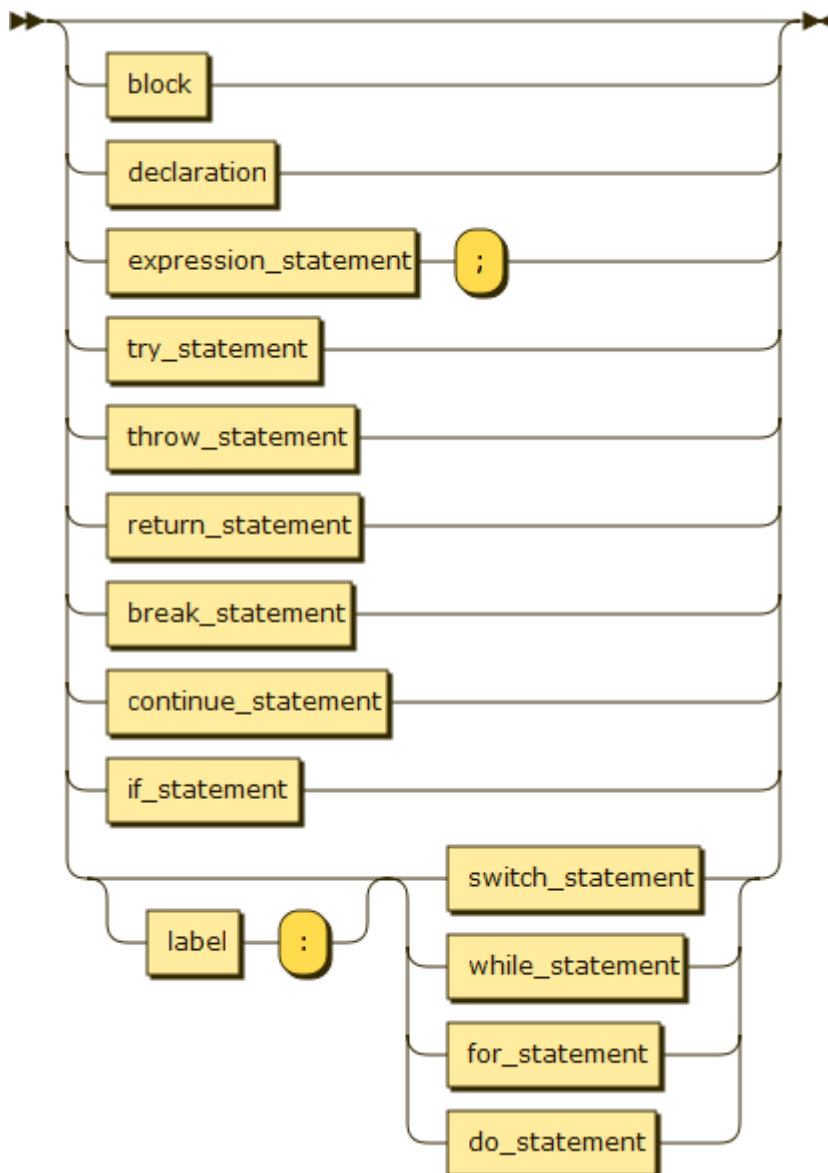 block
declaration
expression_statement ;
try_statement
throw_statement
return_statement
break_statement
continue_statement
if_statement
switch_statement
label :
while_statement
for_statement
do_statement